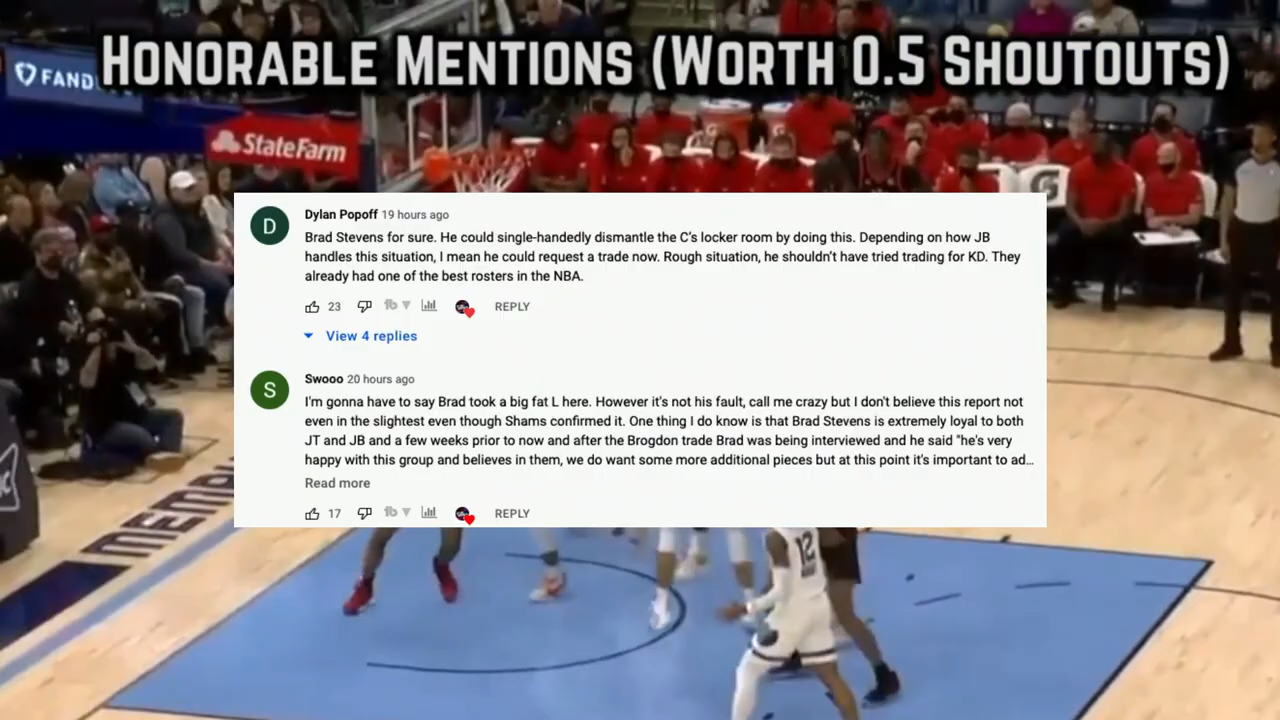 HONORABLE MENTIONS (WORTH 0.5 SHOUTOUTS)
FAND
StateFarm
G
D
Dylan Popoff 19 hours ago
Brad Stevens for sure. He could single-handedly dismantle the C's locker room by doing this. Depending on how JB
handles this situation, I mean he could request a trade now. Rough situation, he shouldn't have tried trading for KD. They
already had one of the best rosters in the NBA.
23
REPLY
View 4 replies
S
Swooo 20 hours ago
I'm gonna have to say Brad took a big fat L here. However it's not his fault, call me crazy but I don't believe this report not
even in the slightest even though Shams confirmed it. One thing I do know is that Brad Stevens is extremely loyal to both
JT and JB and a few weeks prior to now and after the Brogdon trade Brad was being interviewed and he said "he's very
happy with this group and believes in them, we do want some more additional pieces but at this point it's important to ad...
Read more
17
REPLY
MEMP
12